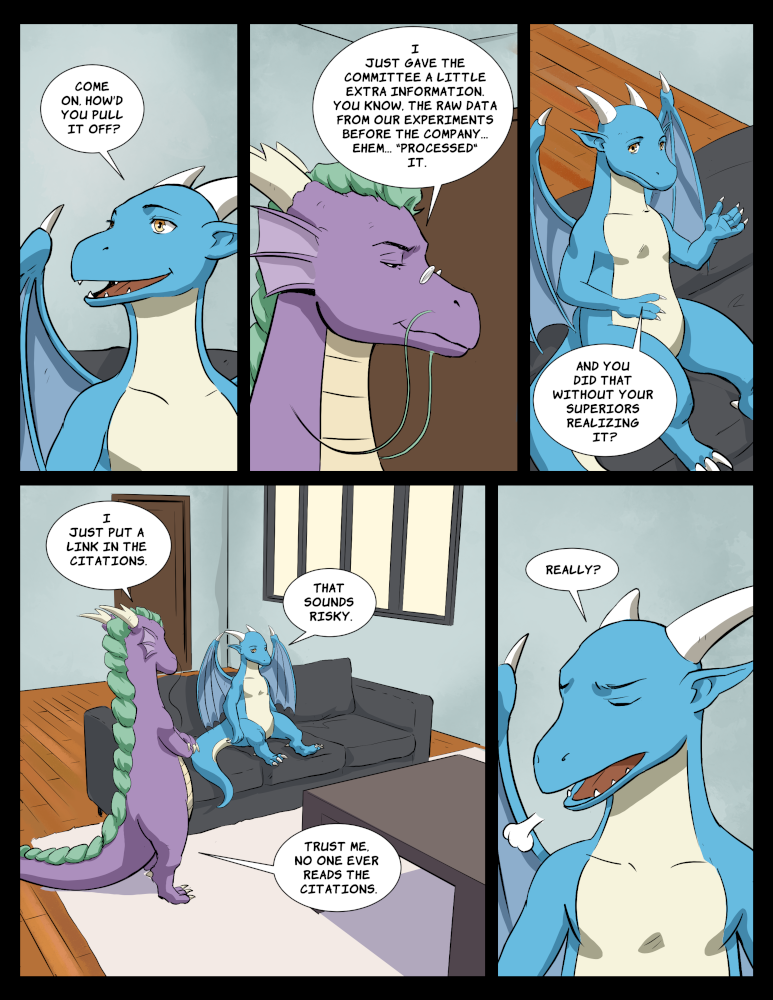 COME
ON, HOW'D
YOU PULL
IT OFF?
I
JUST GAVE THE
COMMITTEE A LITTLE
EXTRA INFORMATION.
YOU KNOW, THE RAW DATA
FROM OUR EXPERIMENTS
BEFORE THE COMPANY...
EHEM... "PROCESSED"
IT.
AND YOU
DID THAT
WITHOUT YOUR
SUPERIORS
REALIZING
IT?
I
JUST PUT A
LINK IN THE
CITATIONS.
THAT
SOUNDS
RISKY.
TRUST ME,
NO ONE EVER
READS THE
CITATIONS.
REALLY?